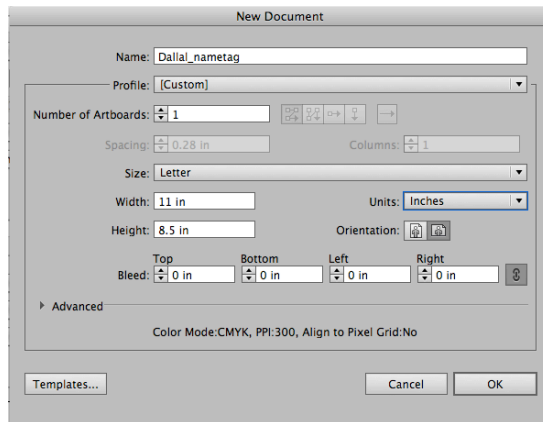 New Document
Name: Dallal_nametag
Profile: [Custom]
Number of Artboards: 1
Spacing: 0.28 in Columns: 1
Size: Letter
Width: 11 in Units: Inches
Height: 8.5 in Orientation:
Top Bottom Left Right
Bleed: 0 in 0 in 0 in 0 in
Advanced
Color Mode:CMYK, PPI:300, Align to Pixel Grid:No
Templates... Cancel OK